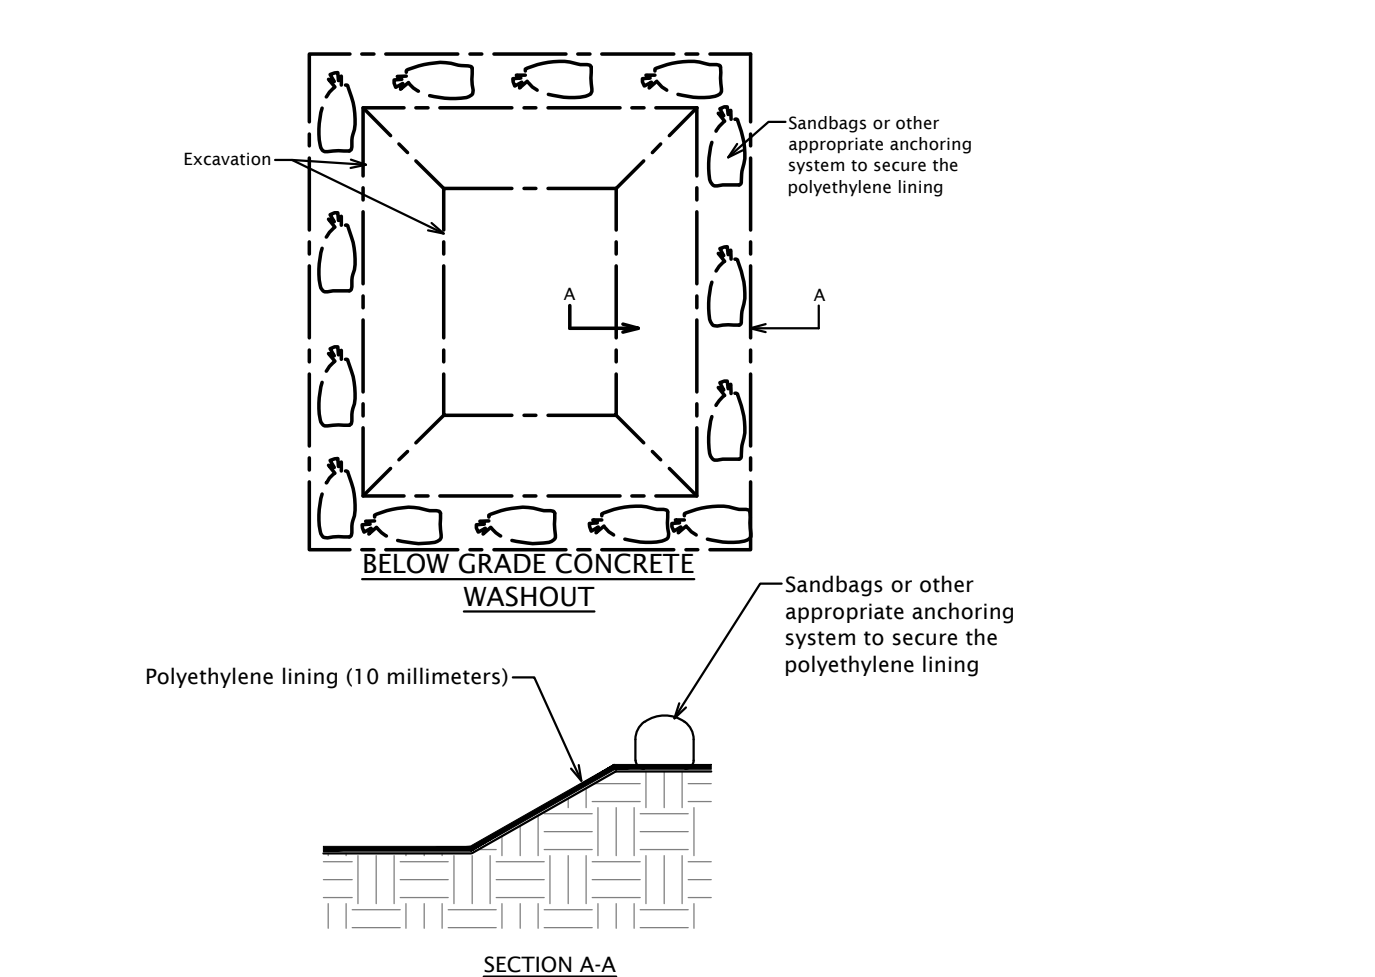 Excavation
Sandbags or other
appropriate anchoring
system to secure the
polyethylene lining
A
A
BELOW GRADE CONCRETE
WASHOUT
Sandbags or other
appropriate anchoring
system to secure the
polyethylene lining
Polyethylene lining (10 millimeters)
SECTION A-A